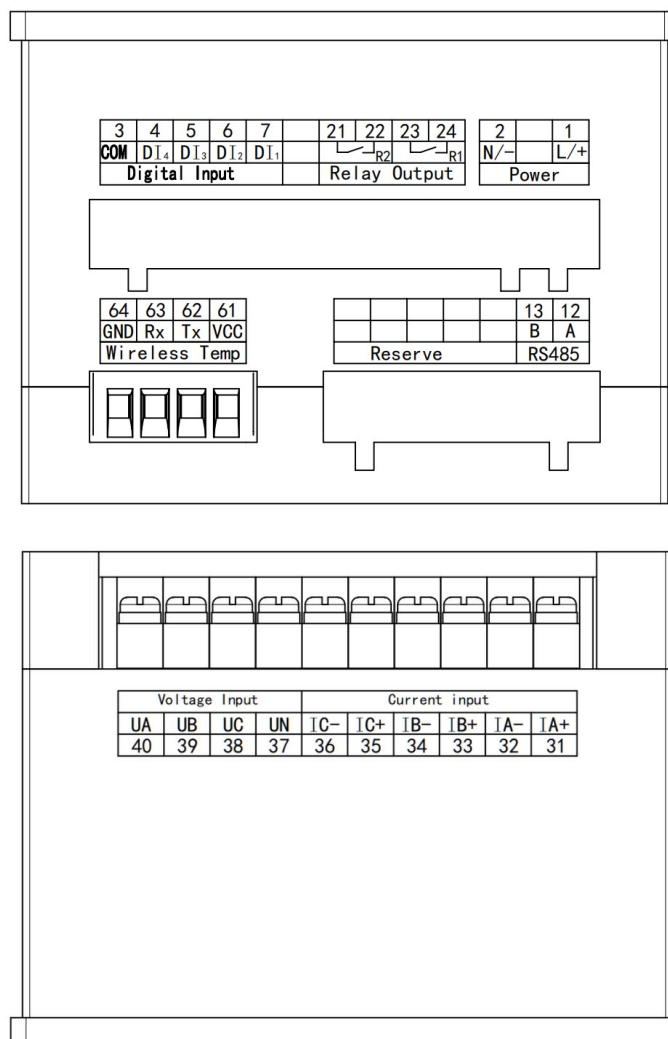 3 4 5 6 7 21 22 23 24 2 1
COM DI₄ DI₃ DI₂ DI₁ R2 R1 N/- L/+
Digital Input Relay Output Power
64 63 62 61 13 12
GND Rx Tx VCC B A
Wireless Temp Reserve RS485
Voltage Input Current input
UA UB UC UN IC- IC+ IB- IB+ IA- IA+
40 39 38 37 36 35 34 33 32 31